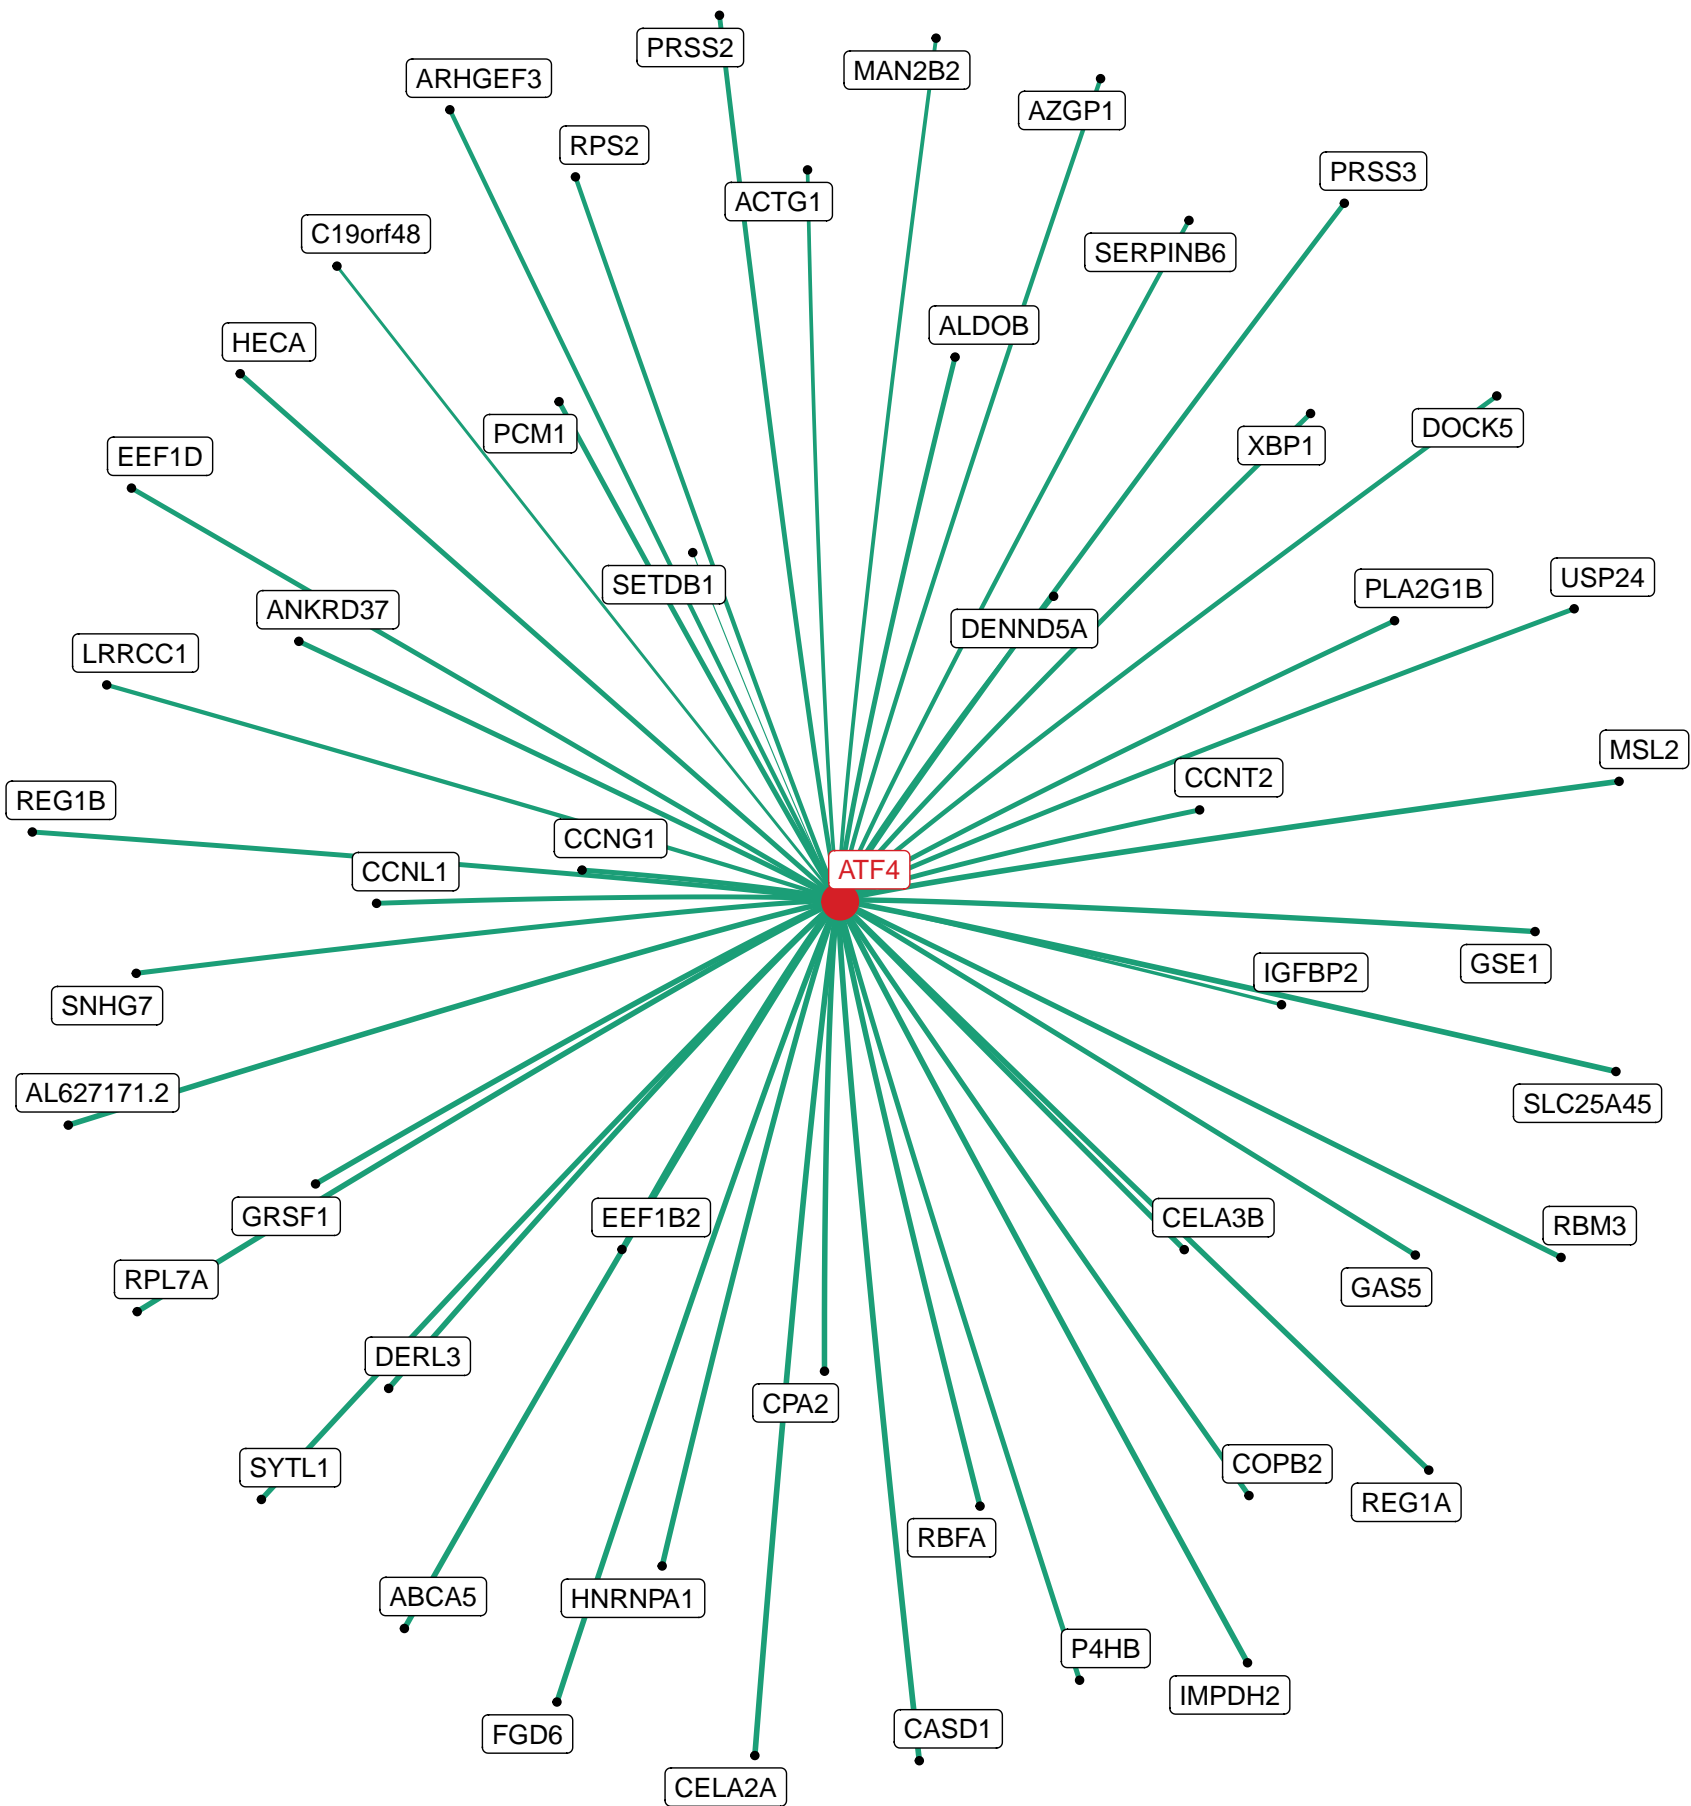 PRSS2
MAN2B2
ARHGEF3
AZGP1
RPS2
PRSS3
ACTG1
C19orf48
SERPINB6
ALDOB
HECA
PCM1
DOCK5
XBP1
EEF1D
SETDB1
USP24
PLA2G1B
ANKRD37
DENND5A
LRRCC1
MSL2
CCNT2
REG1B
CCNG1
ATF4
CCNL1
GSE1
IGFBP2
SNHG7
AL627171.2
SLC25A45
GRSF1
EEF1B2
CELA3B
RBM3
RPL7A
GAS5
DERL3
CPA2
SYTL1
COPB2
REG1A
RBFA
ABCA5
HNRNPA1
P4HB
IMPDH2
FGD6
CASD1
CELA2A